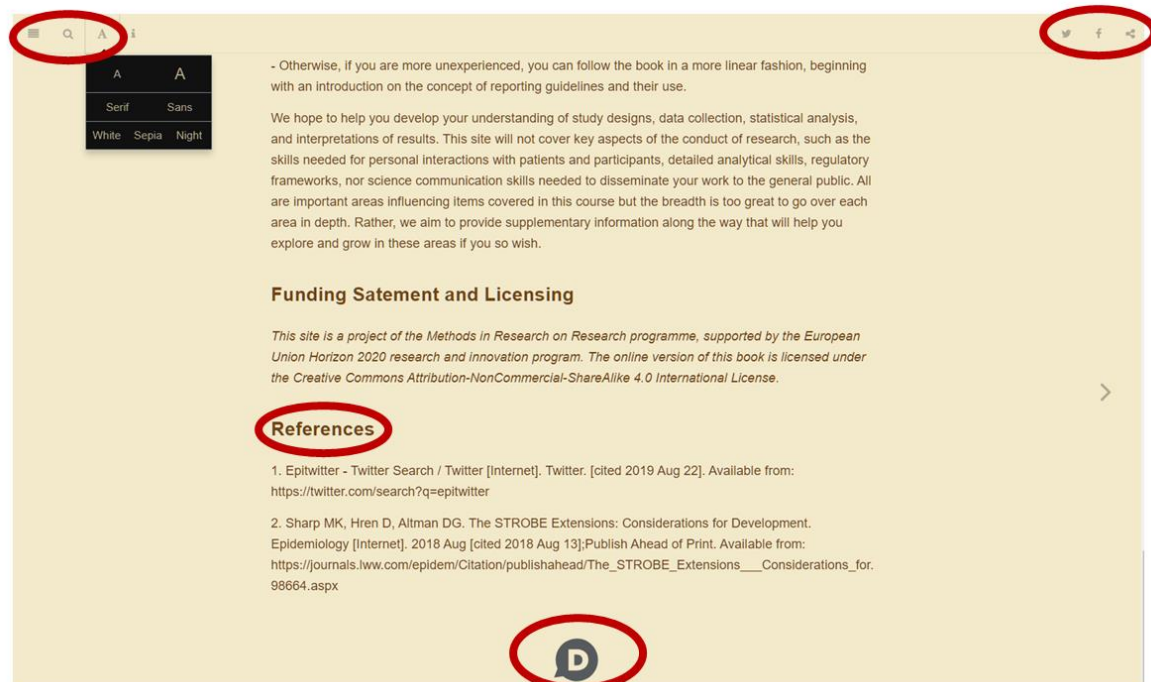 A
i
f
A A
Serif Sans
White Sepia Night
- Otherwise, if you are more unexperienced, you can follow the book in a more linear fashion, beginning
with an introduction on the concept of reporting guidelines and their use.
We hope to help you develop your understanding of study designs, data collection, statistical analysis,
and interpretations of results. This site will not cover key aspects of the conduct of research, such as the
skills needed for personal interactions with patients and participants, detailed analytical skills, regulatory
frameworks, nor science communication skills needed to disseminate your work to the general public. All
are important areas influencing items covered in this course but the breadth is too great to go over each
area in depth. Rather, we aim to provide supplementary information along the way that will help you
explore and grow in these areas if you so wish.
Funding Satement and Licensing
This site is a project of the Methods in Research on Research programme, supported by the European
Union Horizon 2020 research and innovation program. The online version of this book is licensed under
the Creative Commons Attribution-NonCommercial-ShareAlike 4.0 International License.
References
1. Epitwitter - Twitter Search / Twitter [Internet]. Twitter. [cited 2019 Aug 22]. Available from:
https://twitter.com/search?q=epitwitter
2. Sharp MK, Hren D, Altman DG. The STROBE Extensions: Considerations for Development.
Epidemiology [Internet]. 2018 Aug [cited 2018 Aug 13];Publish Ahead of Print. Available from:
https://journals.lww.com/epidem/Citation/publishahead/The_STROBE_Extensions___Considerations_for.
98664.aspx
D